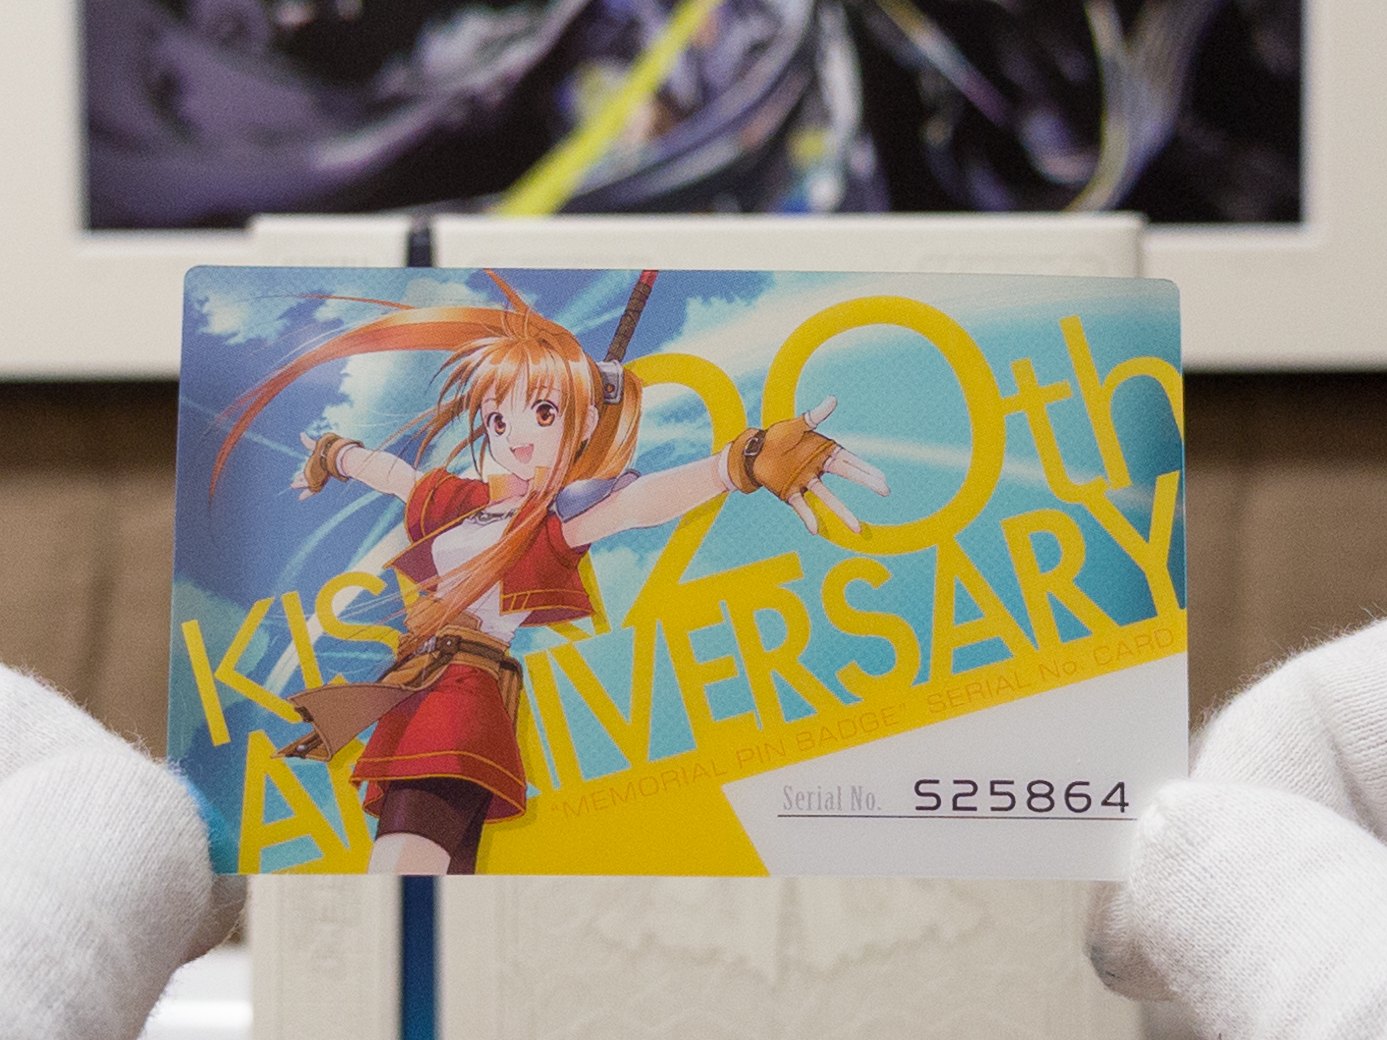 20th
KIS
ANNIVERSARY
"MEMORIAL PIN BADGE" SERIAL No. CARD
Serial No. S25864